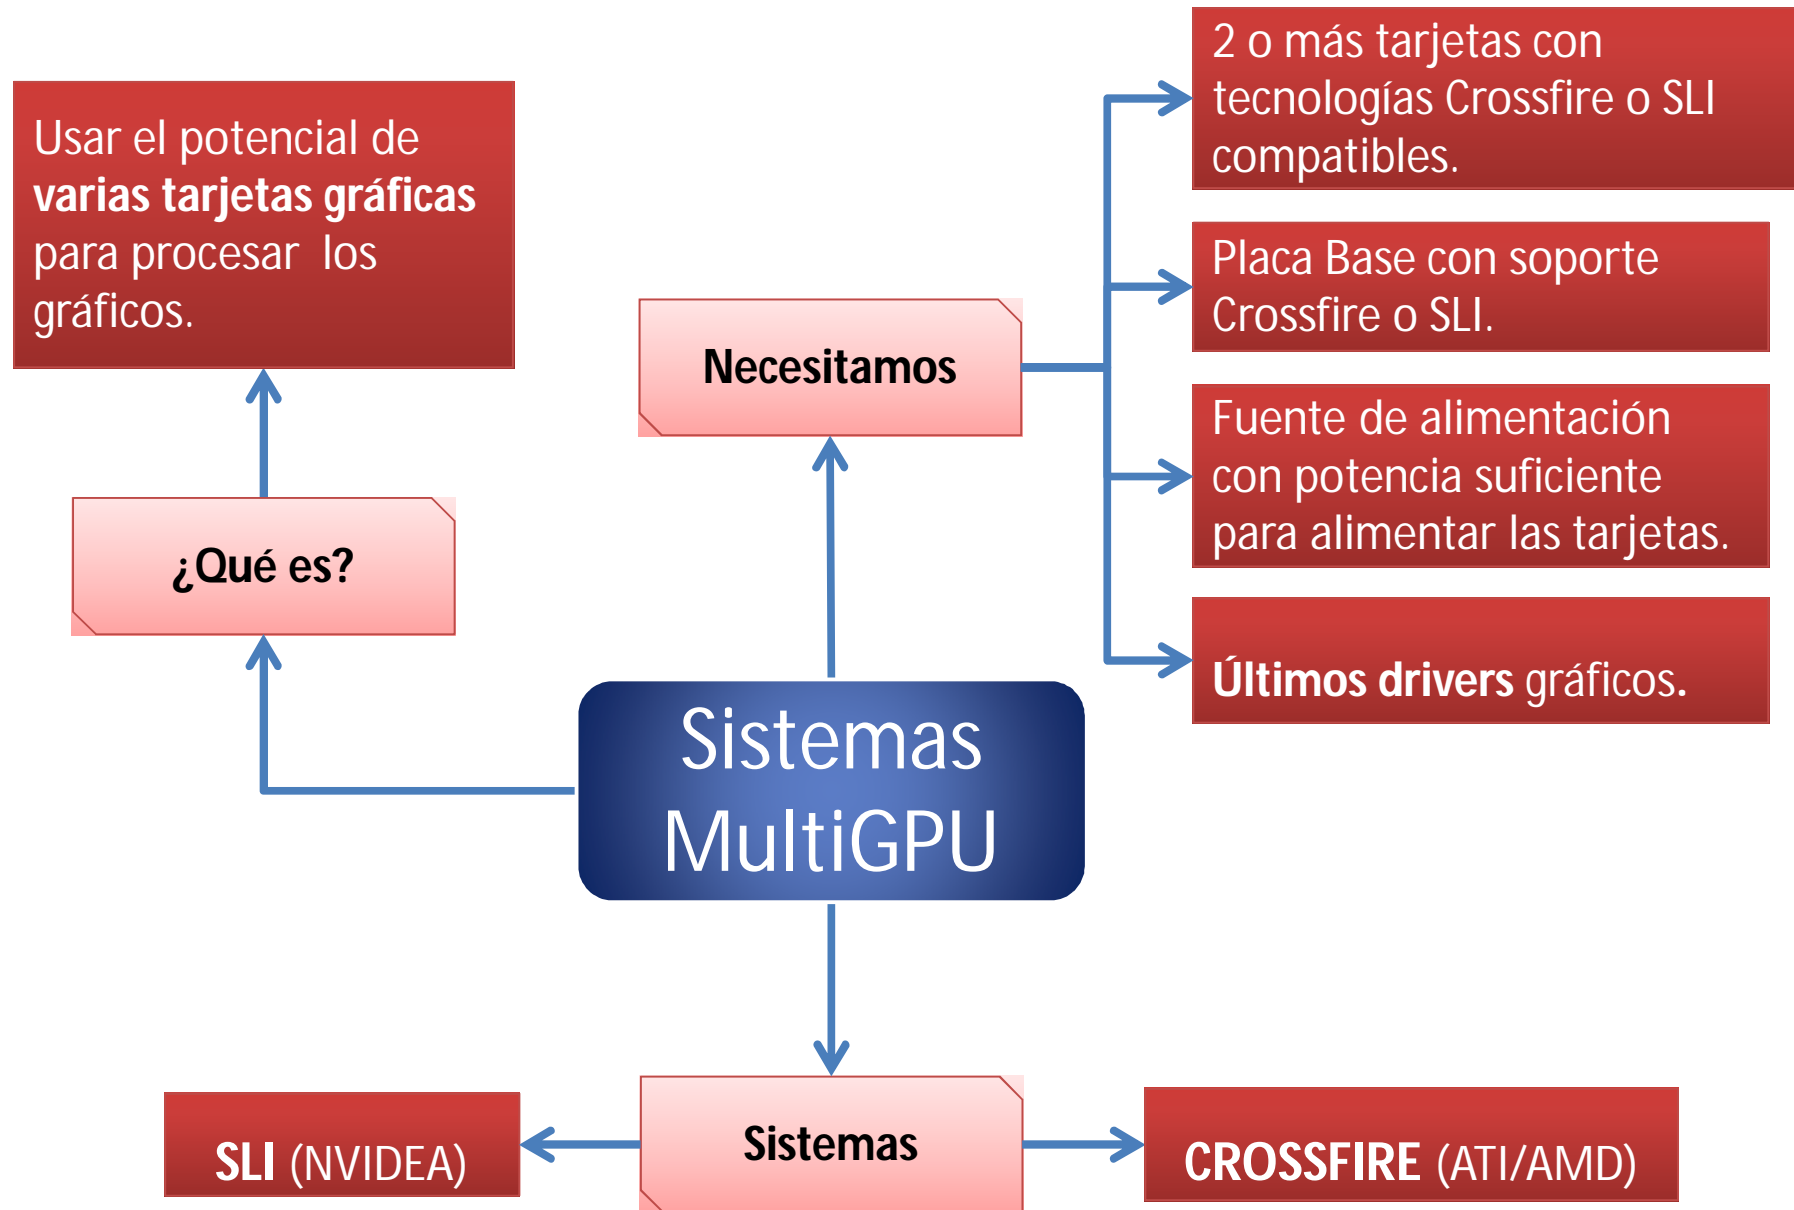 Usar el potencial de
varias tarjetas gráficas
para procesar los
gráficos.
¿Qué es?
Necesitamos
2 o más tarjetas con
tecnologías Crossfire o SLI
compatibles.
Placa Base con soporte
Crossfire o SLI.
Fuente de alimentación
con potencia suficiente
para alimentar las tarjetas.
Últimos drivers gráficos.
Sistemas
MultiGPU
SLI (NVIDEA)
Sistemas
CROSSFIRE (ATI/AMD)